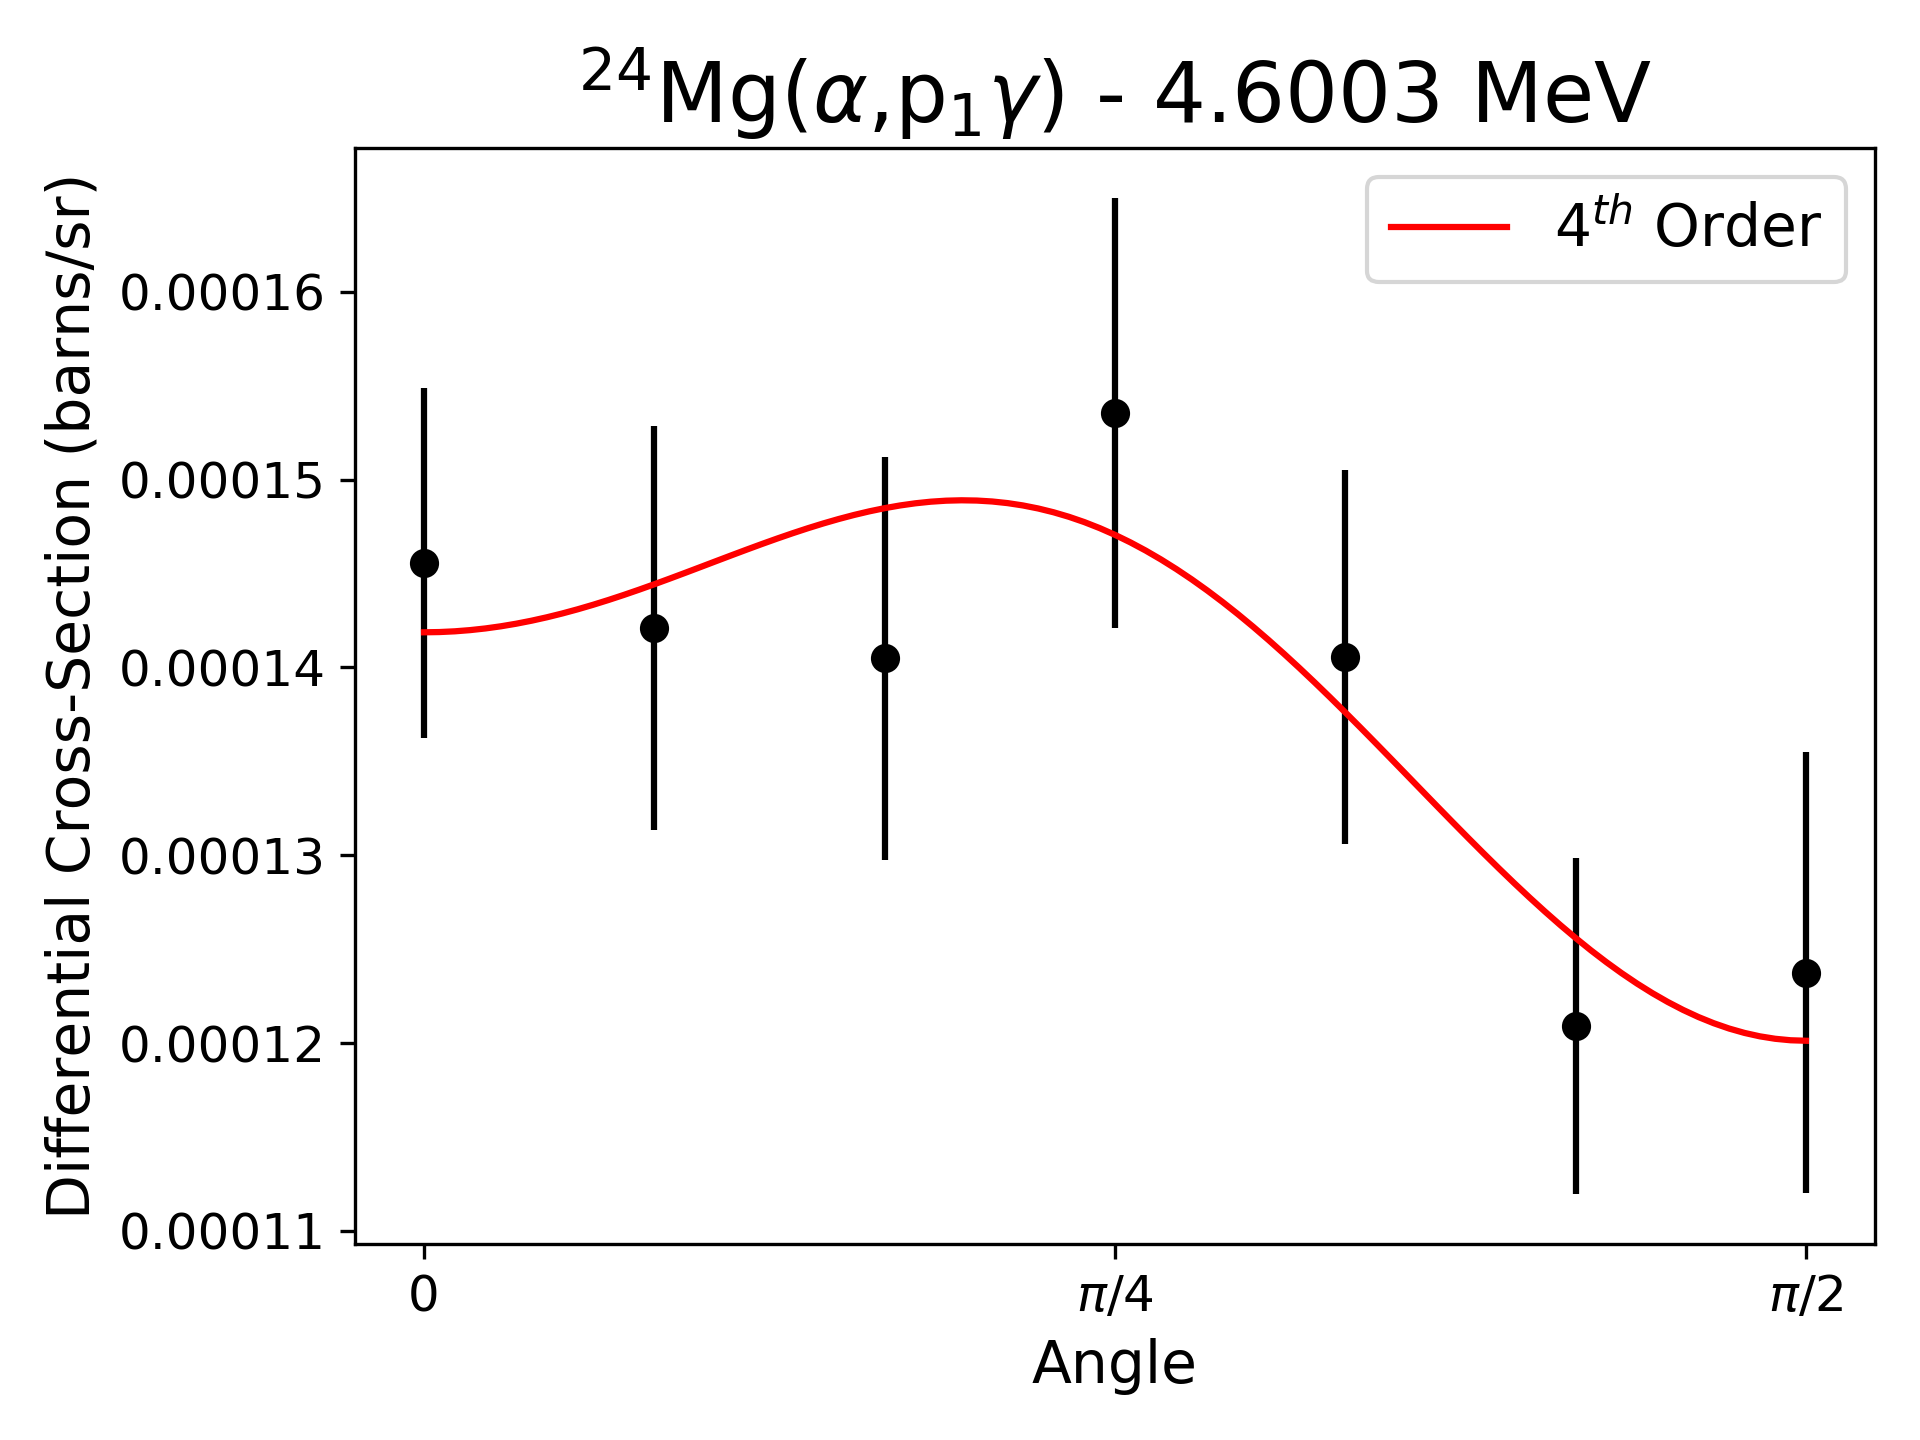 ²⁴Mg(α,p₁γ) - 4.6003 MeV
4ᵗʰ Order
Differential Cross-Section (barns/sr)
0.00016
0.00015
0.00014
0.00013
0.00012
0.00011
0 π/4 π/2
Angle